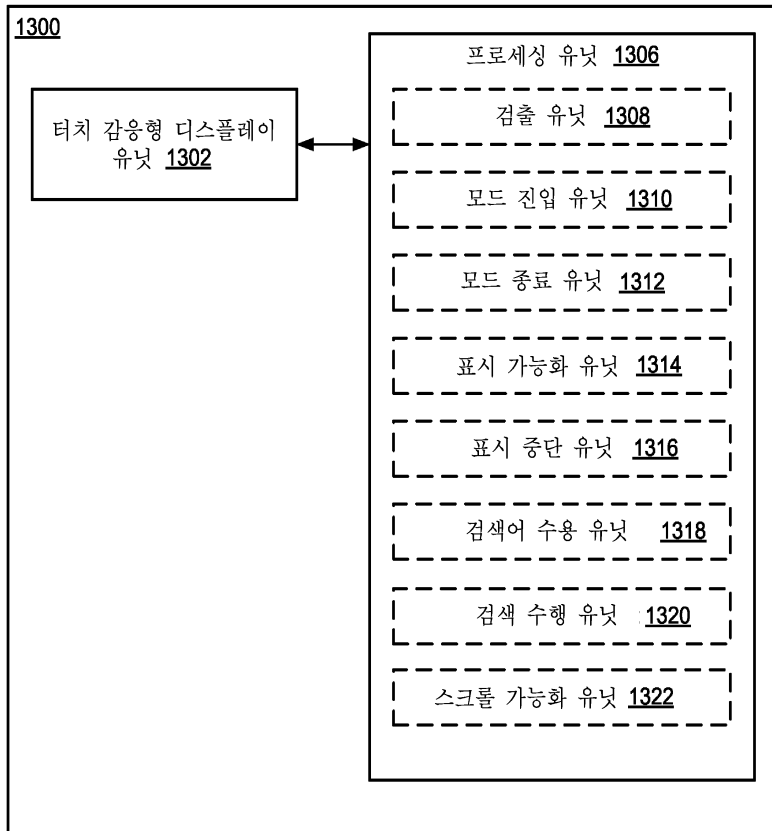 1300
프로세싱 유닛 1306
터치 감응형 디스플레이
유닛 1302
검출 유닛 1308
모드 진입 유닛 1310
모드 종료 유닛 1312
표시 가능화 유닛 1314
표시 중단 유닛 1316
검색어 수용 유닛 1318
검색 수행 유닛 1320
스크롤 가능화 유닛 1322